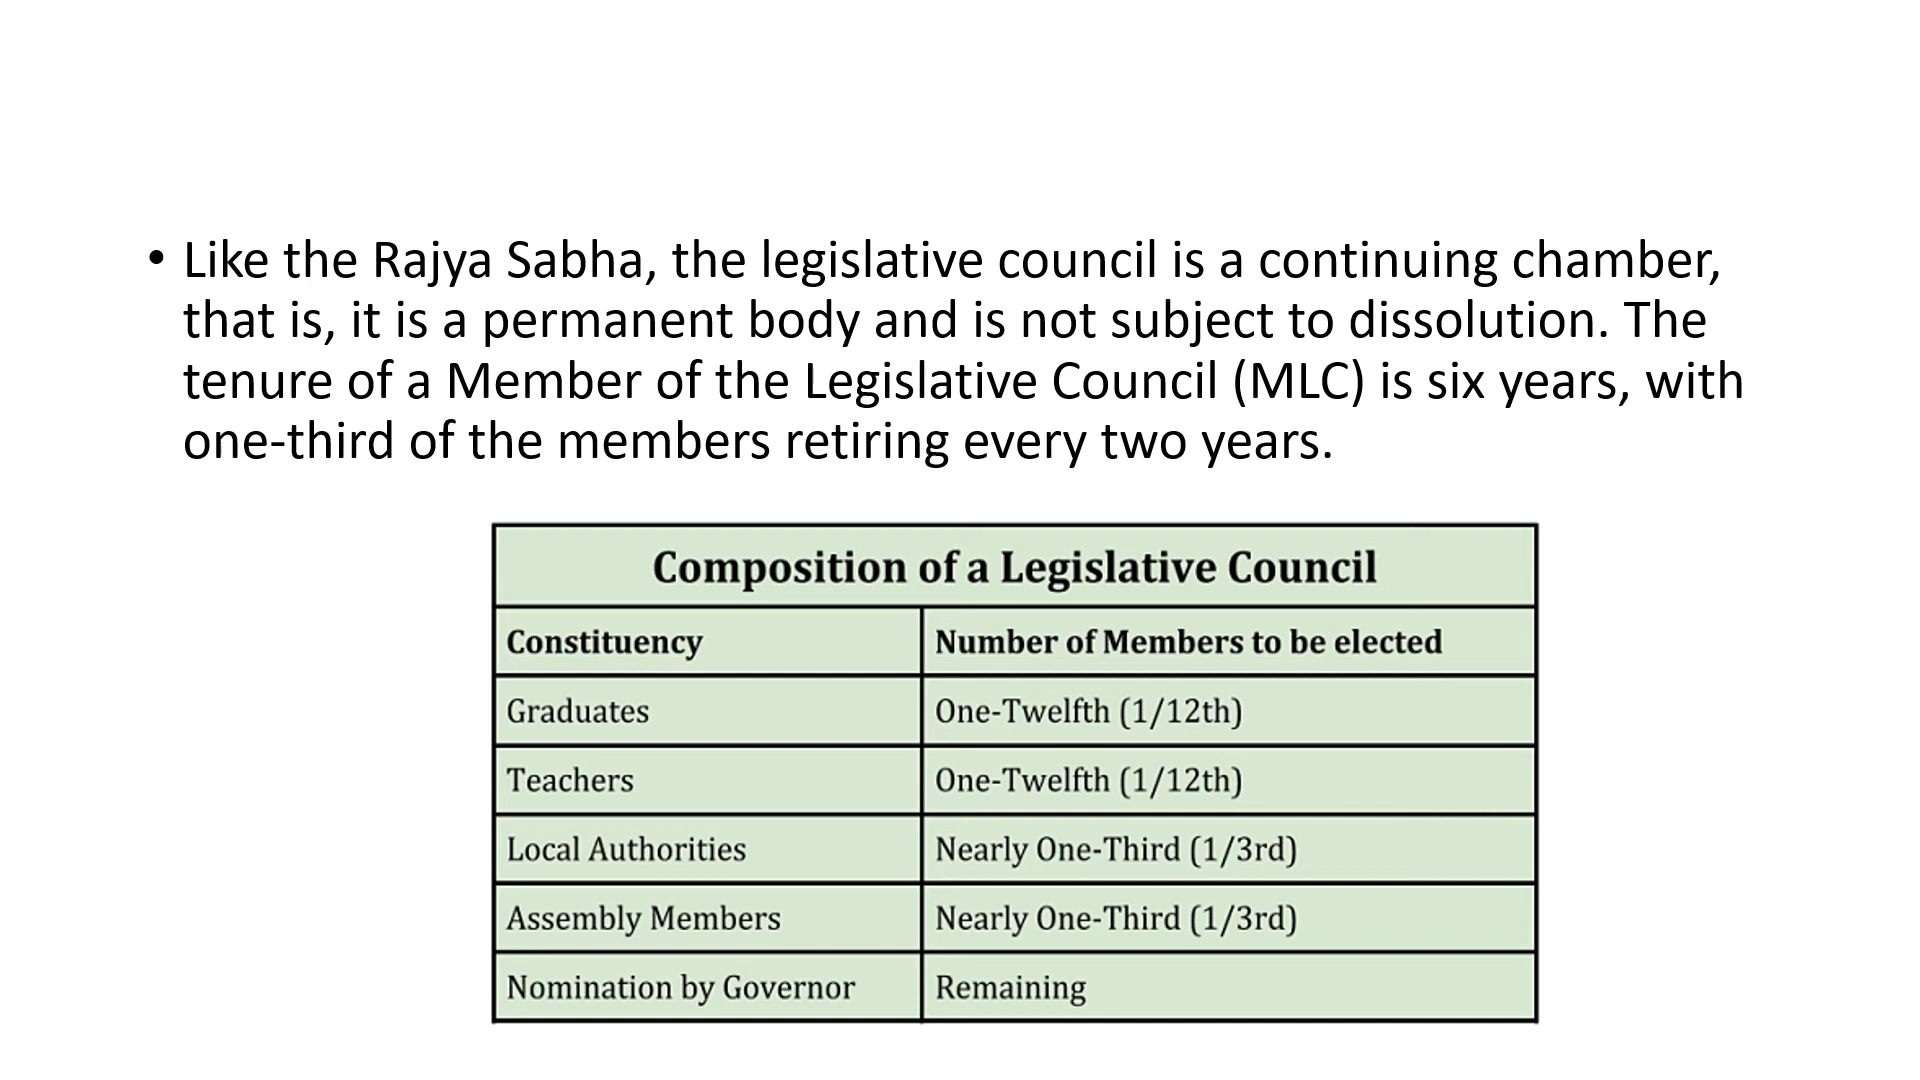 • Like the Rajya Sabha, the legislative council is a continuing chamber,
that is, it is a permanent body and is not subject to dissolution. The
tenure of a Member of the Legislative Council (MLC) is six years, with
one-third of the members retiring every two years.
Composition of a Legislative Council
Constituency Number of Members to be elected
Graduates One-Twelfth (1/12th)
Teachers One-Twelfth (1/12th)
Local Authorities Nearly One-Third (1/3rd)
Assembly Members Nearly One-Third (1/3rd)
Nomination by Governor Remaining